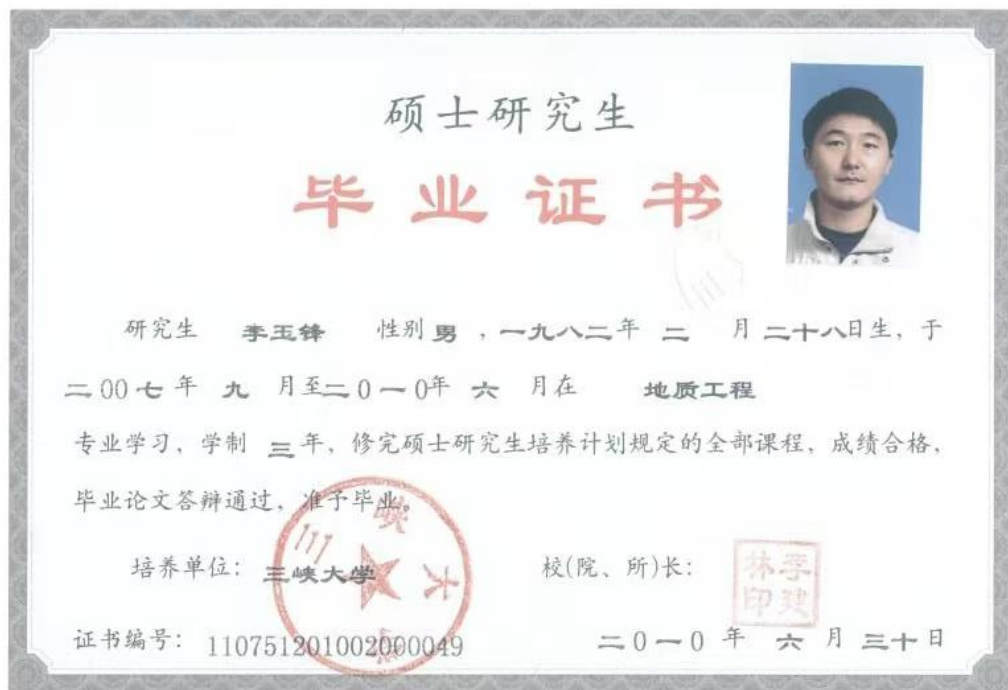 硕士研究生
毕业证书
研究生 李玉锋 性别 男，一九八二年 二 月 二十八日生，于
二00七年 九 月至二0一0年 六 月在 地质工程
专业学习，学制 三年，修完硕士研究生培养计划规定的全部课程，成绩合格，
毕业论文答辩通过，准予毕业。
培养单位：三峡大学 校(院、所)长：
李建林印
三峡大学
证书编号：110751201002000049 二0一0 年 六 月 三十日